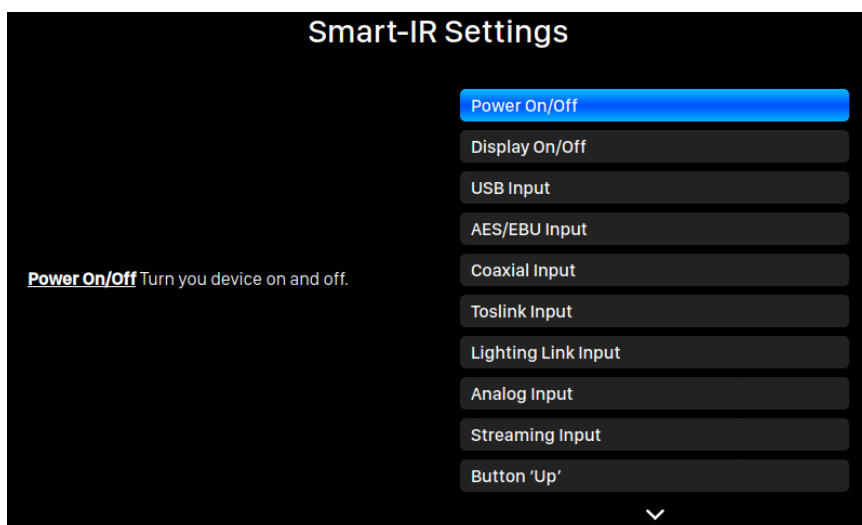 Smart-IR Settings
Power On/Off
Display On/Off
USB Input
AES/EBU Input
Coaxial Input
Power On/Off Turn you device on and off.
Toslink Input
Lighting Link Input
Analog Input
Streaming Input
Button ‘Up’